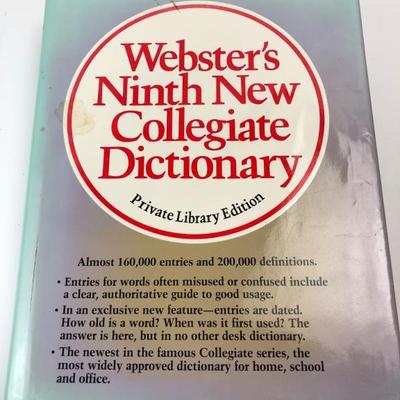 Webster's
Ninth New
Collegiate
Dictionary
Private Library Edition
Almost 160,000 entries and 200,000 definitions.
• Entries for words often misused or confused include
a clear, authoritative guide to good usage.
• In an exclusive new feature—entries are dated.
How old is a word? When was it first used? The
answer is here, but in no other desk dictionary.
• The newest in the famous Collegiate series, the
most widely approved dictionary for home, school
and office.